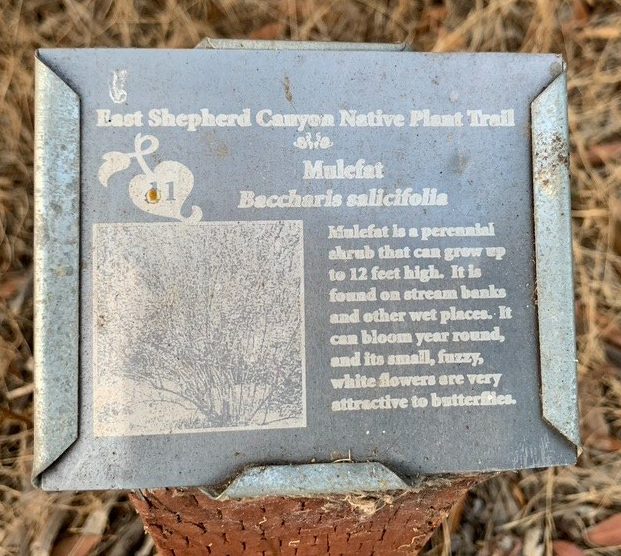 East Shepherd Canyon Native Plant Trail
Mulefat
11
Baccharis salicifolia
Mulefat is a perennial
shrub that can grow up
to 12 feet high. It is
found on stream banks
and other wet places. It
can bloom year round,
and its small, fuzzy,
white flowers are very
attractive to butterflies.